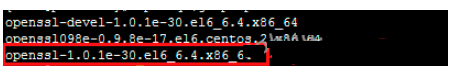 openssl-devel-1.0.1e-30.el6_6.4.x86_64
openssl098e-0.9.8e-17.el6.centos.2.x86_64
openssl-1.0.1e-30.el6_6.4.x86_6